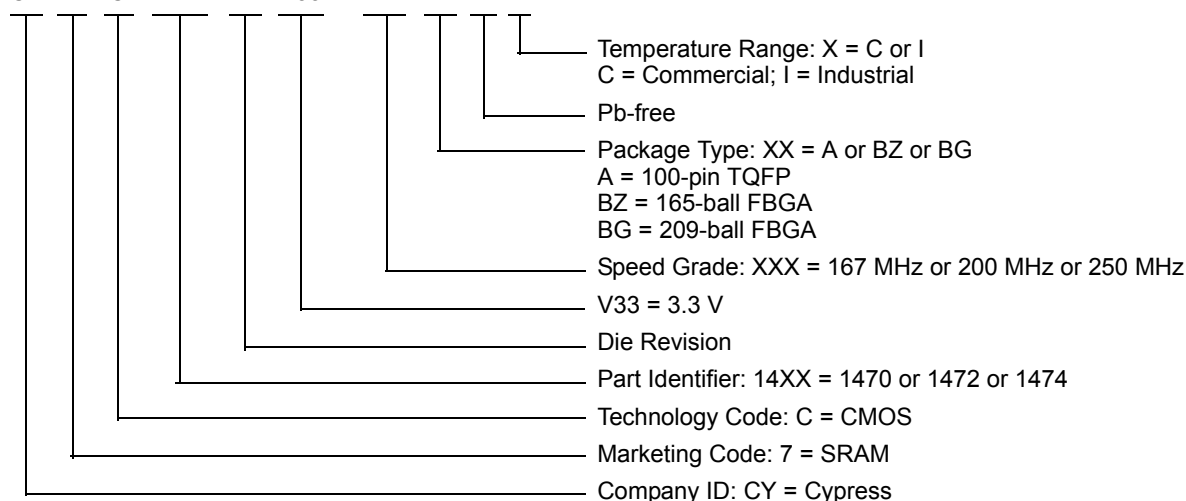 Temperature Range: X = C or I
C = Commercial; I = Industrial
Pb-free
Package Type: XX = A or BZ or BG
A = 100-pin TQFP
BZ = 165-ball FBGA
BG = 209-ball FBGA
Speed Grade: XXX = 167 MHz or 200 MHz or 250 MHz
V33 = 3.3 V
Die Revision
Part Identifier: 14XX = 1470 or 1472 or 1474
Technology Code: C = CMOS
Marketing Code: 7 = SRAM
Company ID: CY = Cypress